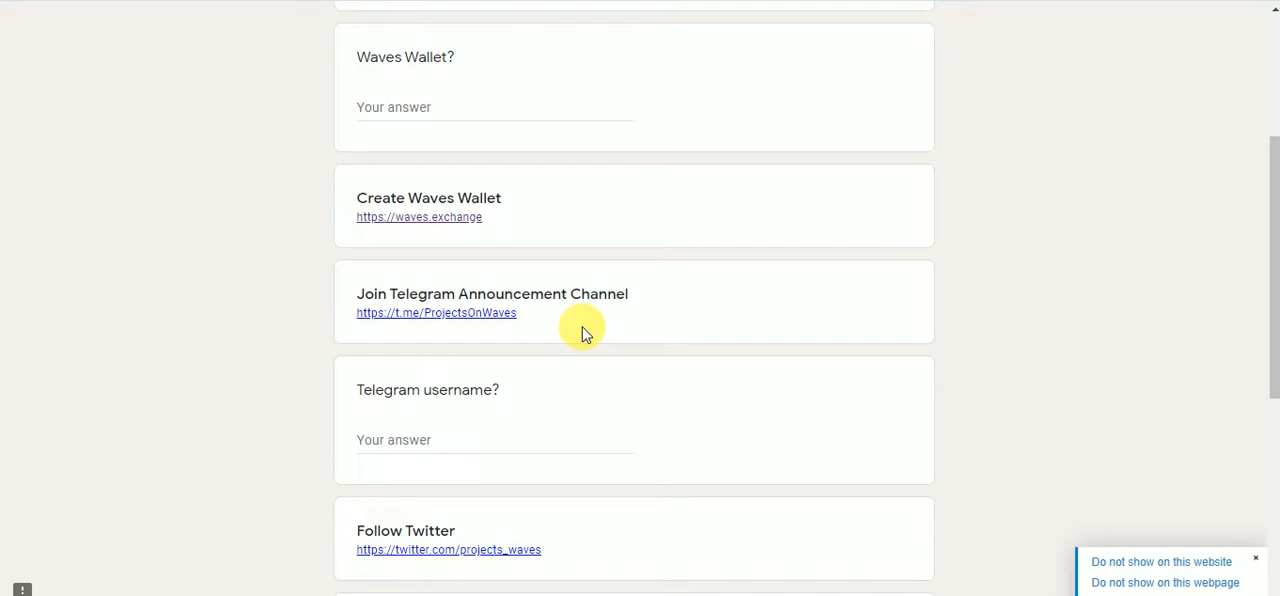 Waves Wallet?
Your answer
Create Waves Wallet
https://waves.exchange
Join Telegram Announcement Channel
https://t.me/ProjectsOnWaves
Telegram username?
Your answer
Follow Twitter
https://twitter.com/projects_waves
Do not show on this website
Do not show on this webpage